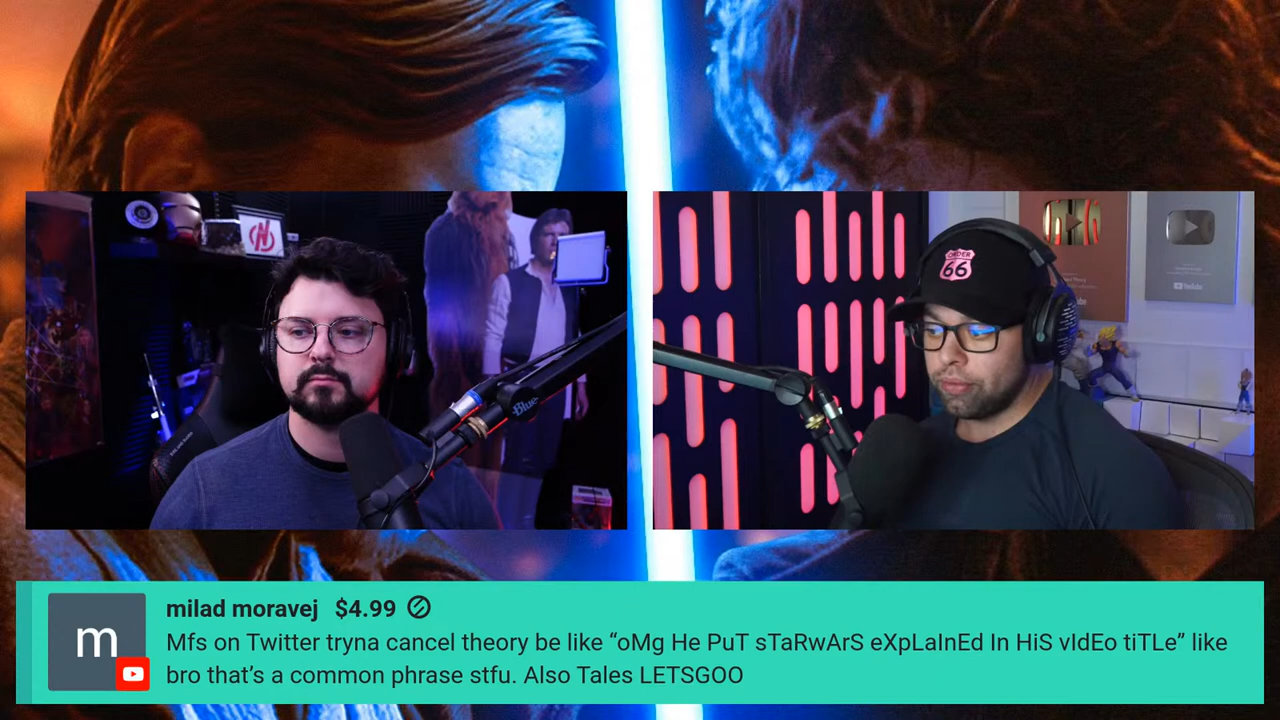 ORDER
66
Blue
YouTube
m
milad moravej $4.99
Mfs on Twitter tryna cancel theory be like “oMg He PuT sTaRwArS eXpLaInEd In HiS vIdEo tiTLe” like
bro that’s a common phrase stfu. Also Tales LETSGOO